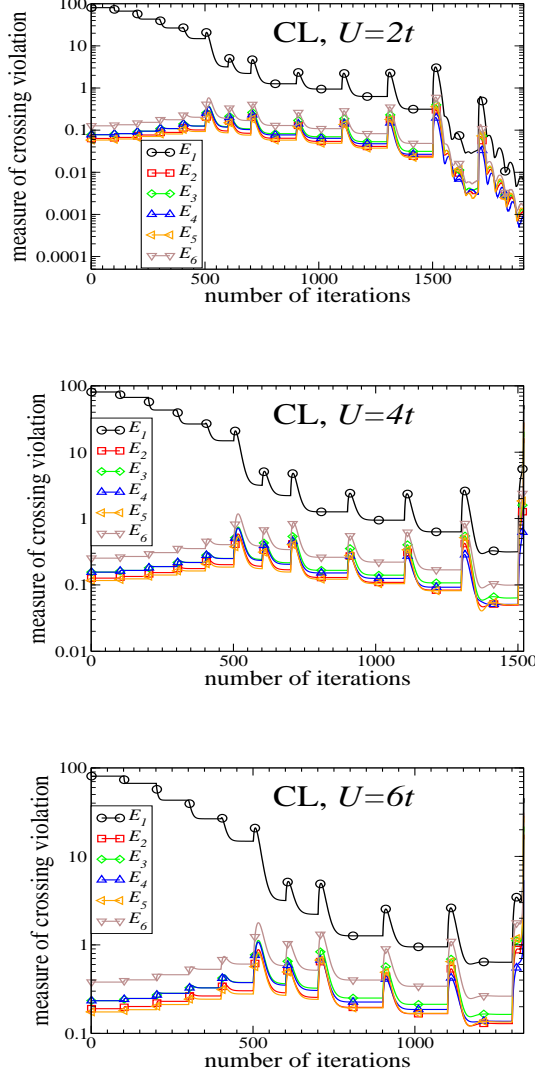 CL, U=2t
measure of crossing violation
100
10
1
0.1
0.01
0.001
0.0001
E1
E2
E3
E4
E5
E6
0 500 1000 1500
number of iterations
CL, U=4t
measure of crossing violation
100
10
1
0.1
0.01
E1
E2
E3
E4
E5
E6
0 500 1000 1500
number of iterations
CL, U=6t
measure of crossing violation
100
10
1
0.1
E1
E2
E3
E4
E5
E6
0 500 1000
number of iterations